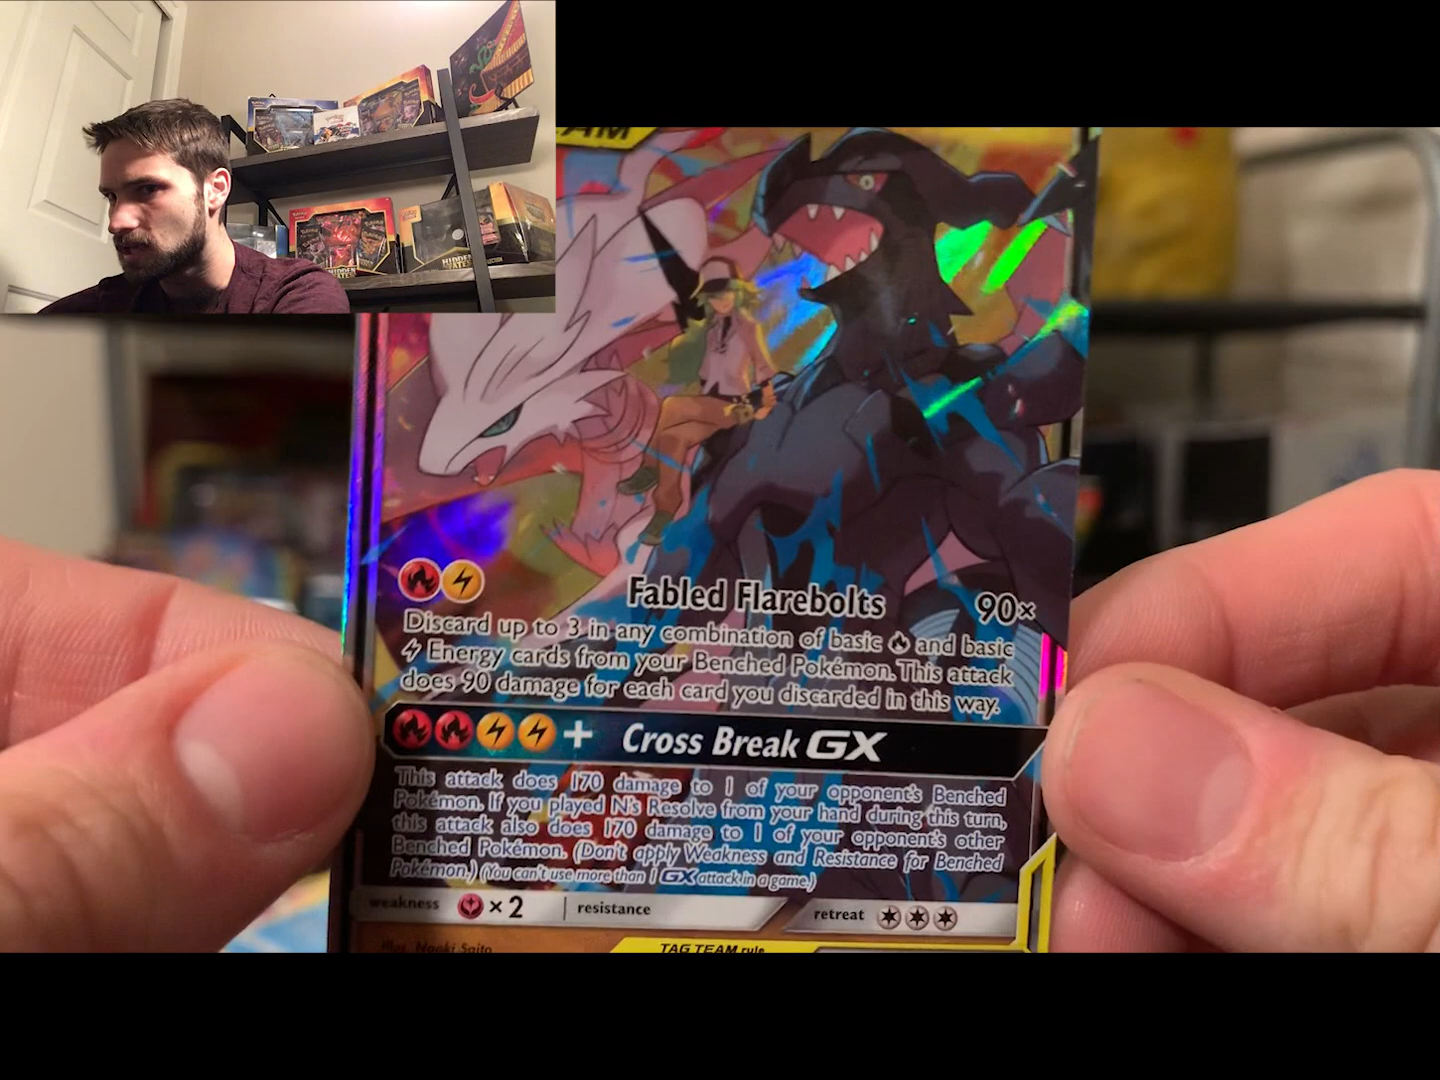 Fabled Flarebolts 90×
Discard up to 3 in any combination of basic and basic
Energy cards from your Benched Pokémon. This attack
does 90 damage for each card you discarded in this way.
+ Cross Break GX
This attack does 170 damage to 1 of your opponent's Benched
Pokémon. If you played N's Resolve from your hand during this turn,
this attack also does 170 damage to 1 of your opponent's other
Benched Pokémon. (Don't apply Weakness and Resistance for Benched
Pokémon.) (You can't use more than 1 GX attack in a game.)
weakness ×2 resistance retreat
Illus. Naoki Saito
TAG TEAM rule